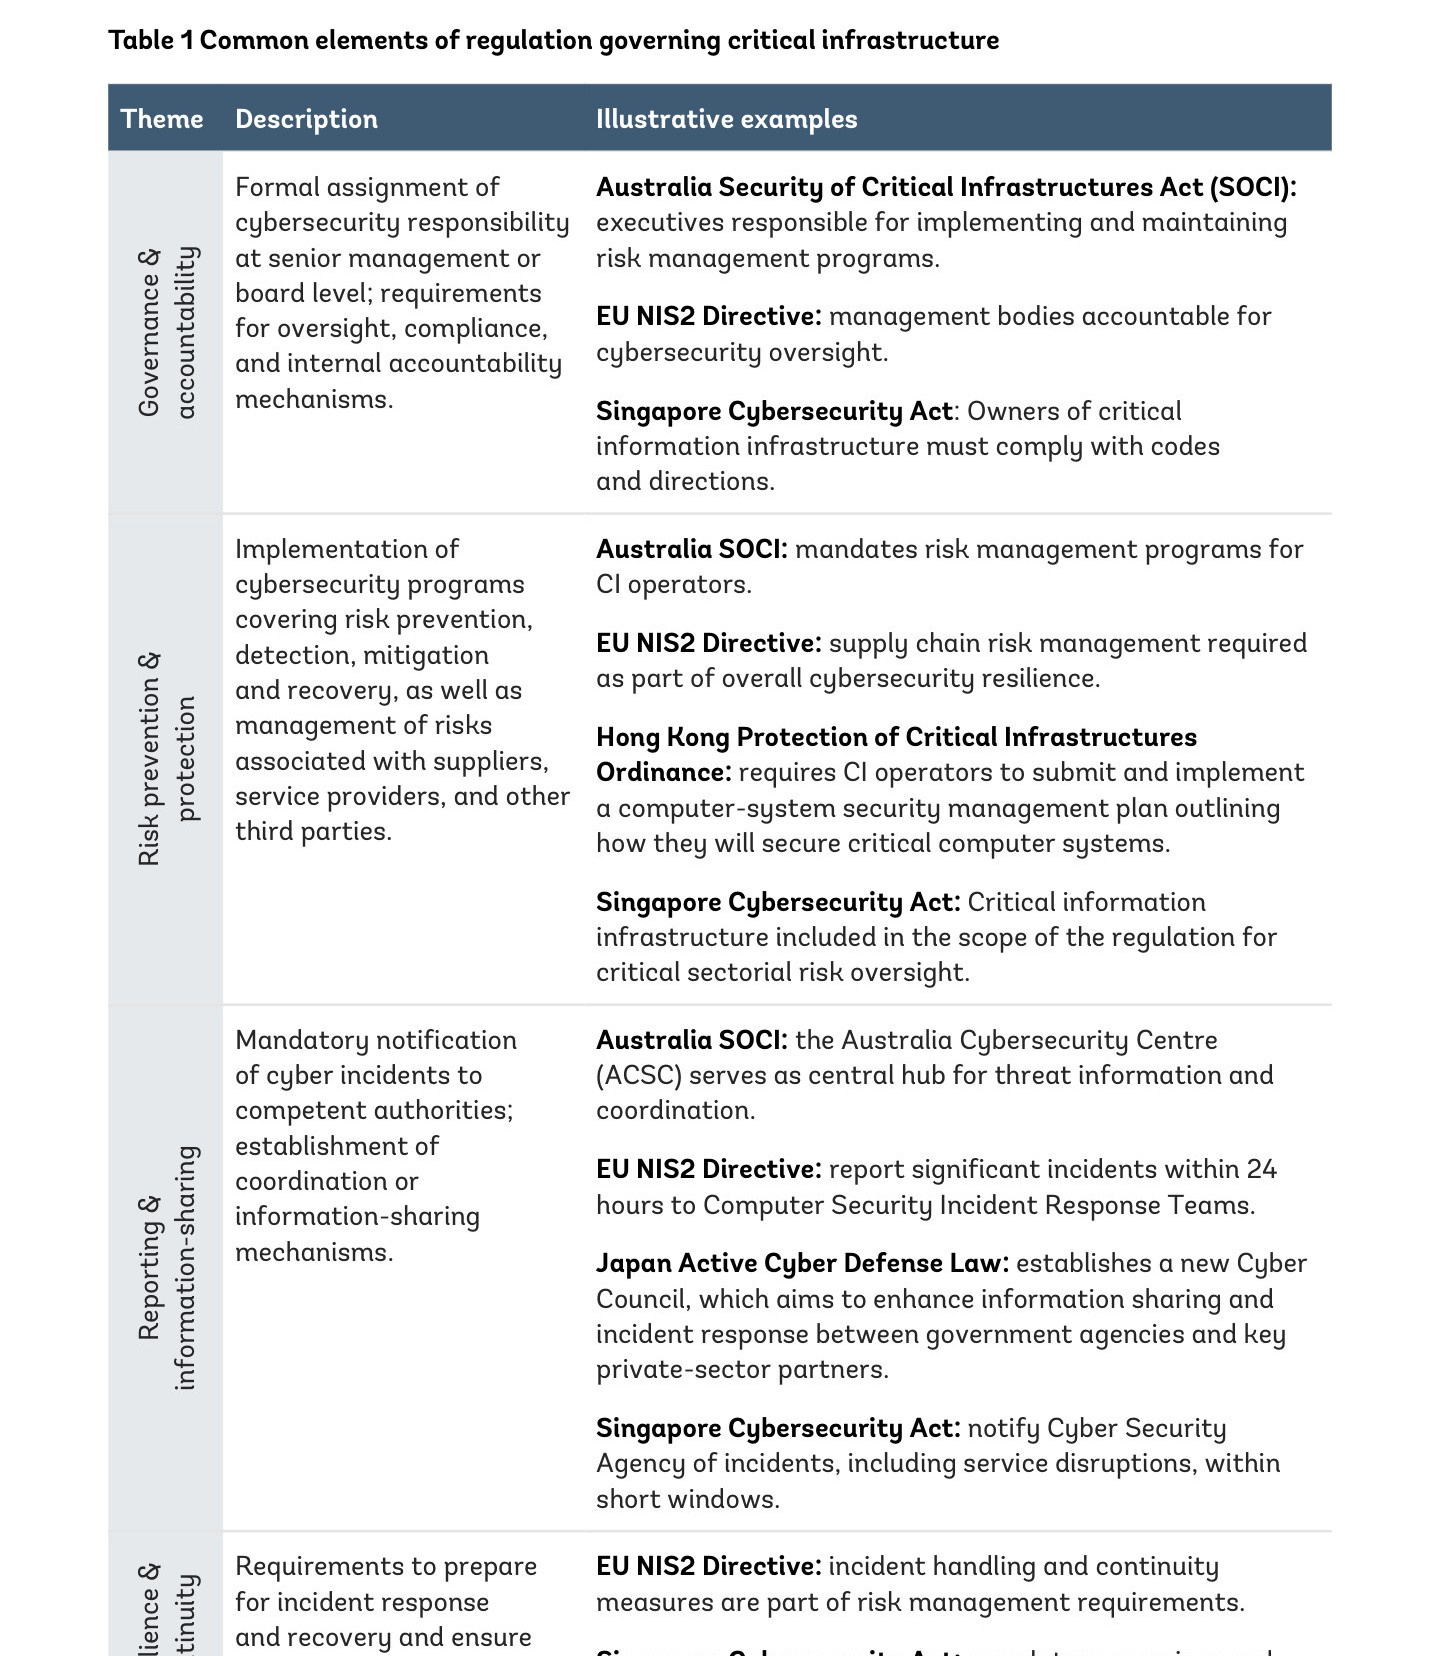 Table 1 Common elements of regulation governing critical infrastructure
Theme
Description
Illustrative examples
Governance &
accountability
Formal assignment of
cybersecurity responsibility
at senior management or
board level; requirements
for oversight, compliance,
and internal accountability
mechanisms.
Australia Security of Critical Infrastructures Act (SOCI):
executives responsible for implementing and maintaining
risk management programs.
EU NIS2 Directive: management bodies accountable for
cybersecurity oversight.
Singapore Cybersecurity Act: Owners of critical
information infrastructure must comply with codes
and directions.
Risk prevention &
protection
Implementation of
cybersecurity programs
covering risk prevention,
detection, mitigation
and recovery, as well as
management of risks
associated with suppliers,
service providers, and other
third parties.
Australia SOCI: mandates risk management programs for
CI operators.
EU NIS2 Directive: supply chain risk management required
as part of overall cybersecurity resilience.
Hong Kong Protection of Critical Infrastructures
Ordinance: requires CI operators to submit and implement
a computer-system security management plan outlining
how they will secure critical computer systems.
Singapore Cybersecurity Act: Critical information
infrastructure included in the scope of the regulation for
critical sectorial risk oversight.
Reporting &
information-sharing
Mandatory notification
of cyber incidents to
competent authorities;
establishment of
coordination or
information-sharing
mechanisms.
Australia SOCI: the Australia Cybersecurity Centre
(ACSC) serves as central hub for threat information and
coordination.
EU NIS2 Directive: report significant incidents within 24
hours to Computer Security Incident Response Teams.
Japan Active Cyber Defense Law: establishes a new Cyber
Council, which aims to enhance information sharing and
incident response between government agencies and key
private-sector partners.
Singapore Cybersecurity Act: notify Cyber Security
Agency of incidents, including service disruptions, within
short windows.
lience &
tinuity
Requirements to prepare
for incident response
and recovery and ensure
EU NIS2 Directive: incident handling and continuity
measures are part of risk management requirements.